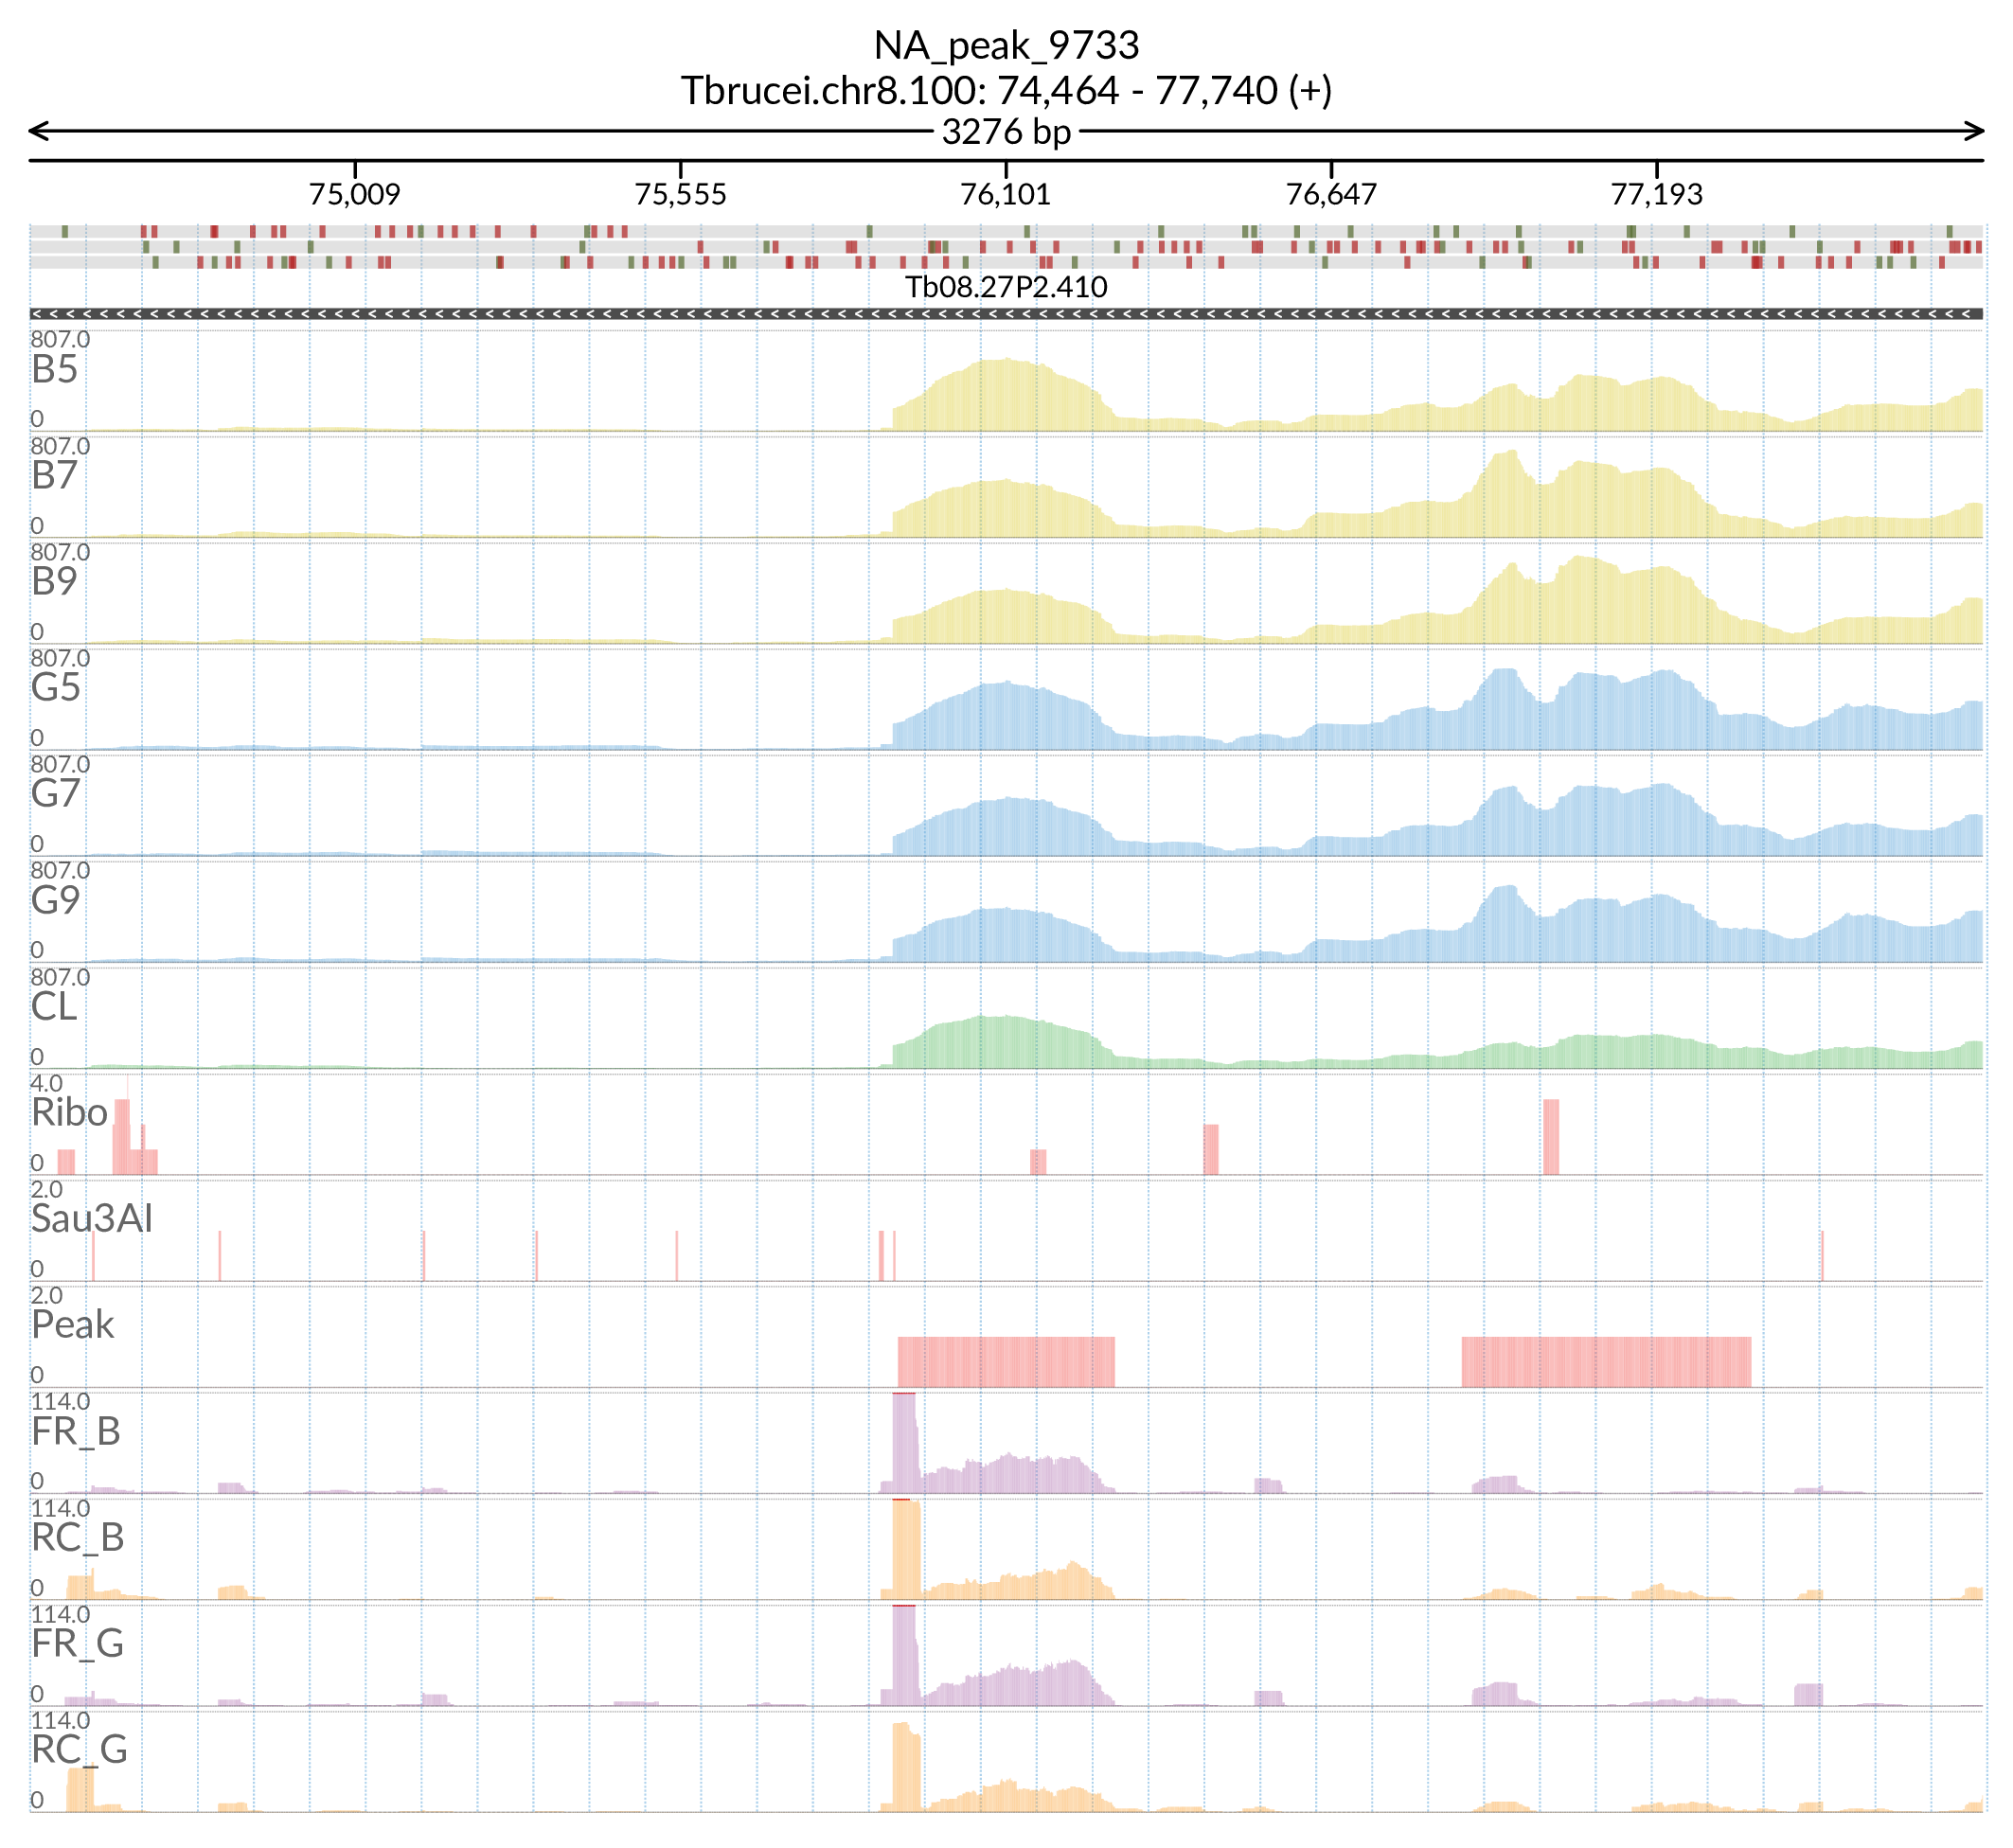 NA_peak_9733
Tbrucei.chr8.100: 74,464 - 77,740 (+)
3276 bp
75,009 75,555 76,101 76,647 77,193
Tb08.27P2.410
807.0
B5
0
807.0
B7
0
807.0
B9
0
807.0
G5
0
807.0
G7
0
807.0
G9
0
807.0
CL
0
4.0
Ribo
0
2.0
Sau3AI
0
2.0
Peak
0
114.0
FR_B
0
114.0
RC_B
0
114.0
FR_G
0
114.0
RC_G
0